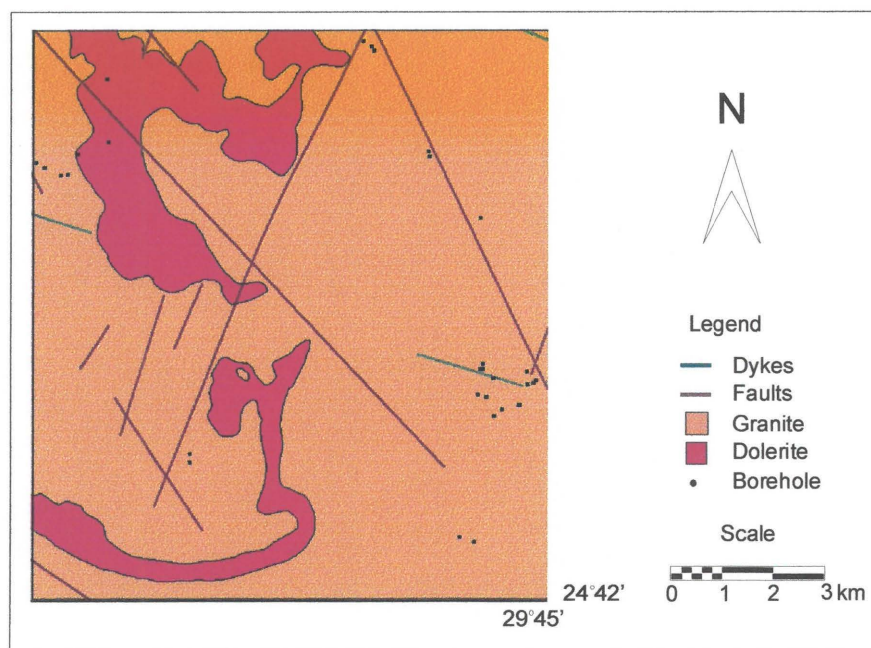 N
Legend
Dykes
Faults
Granite
Dolerite
Borehole
Scale
0 1 2 3 km
24°42'
29°45'